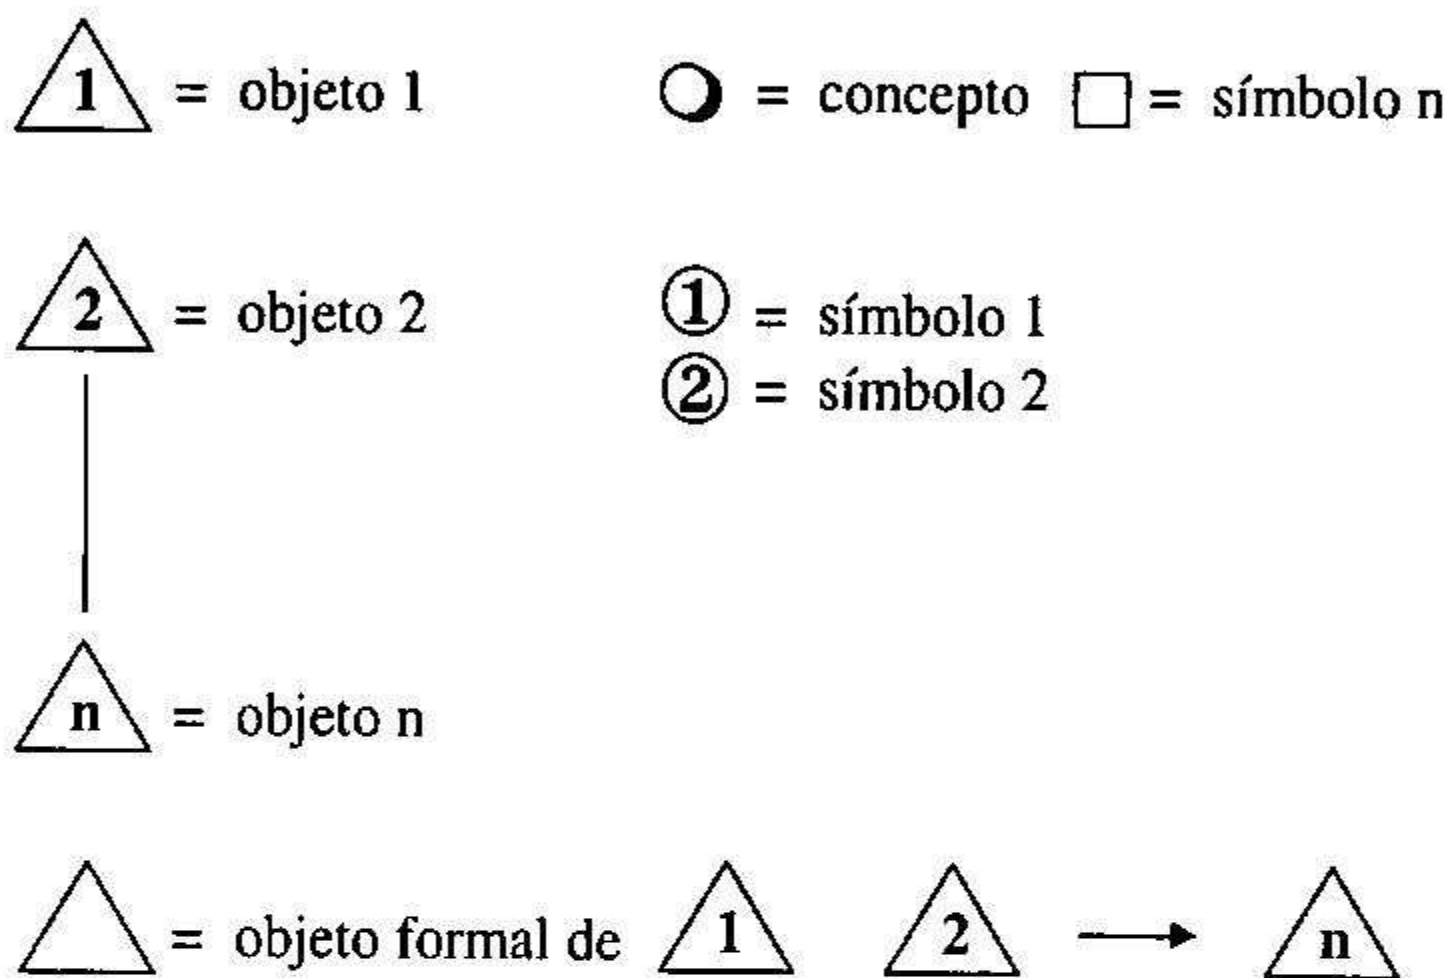 1 = objeto 1
= concepto = símbolo n
2 = objeto 2
1 = símbolo 1
2 = símbolo 2
n = objeto n
= objeto formal de 1 2 n